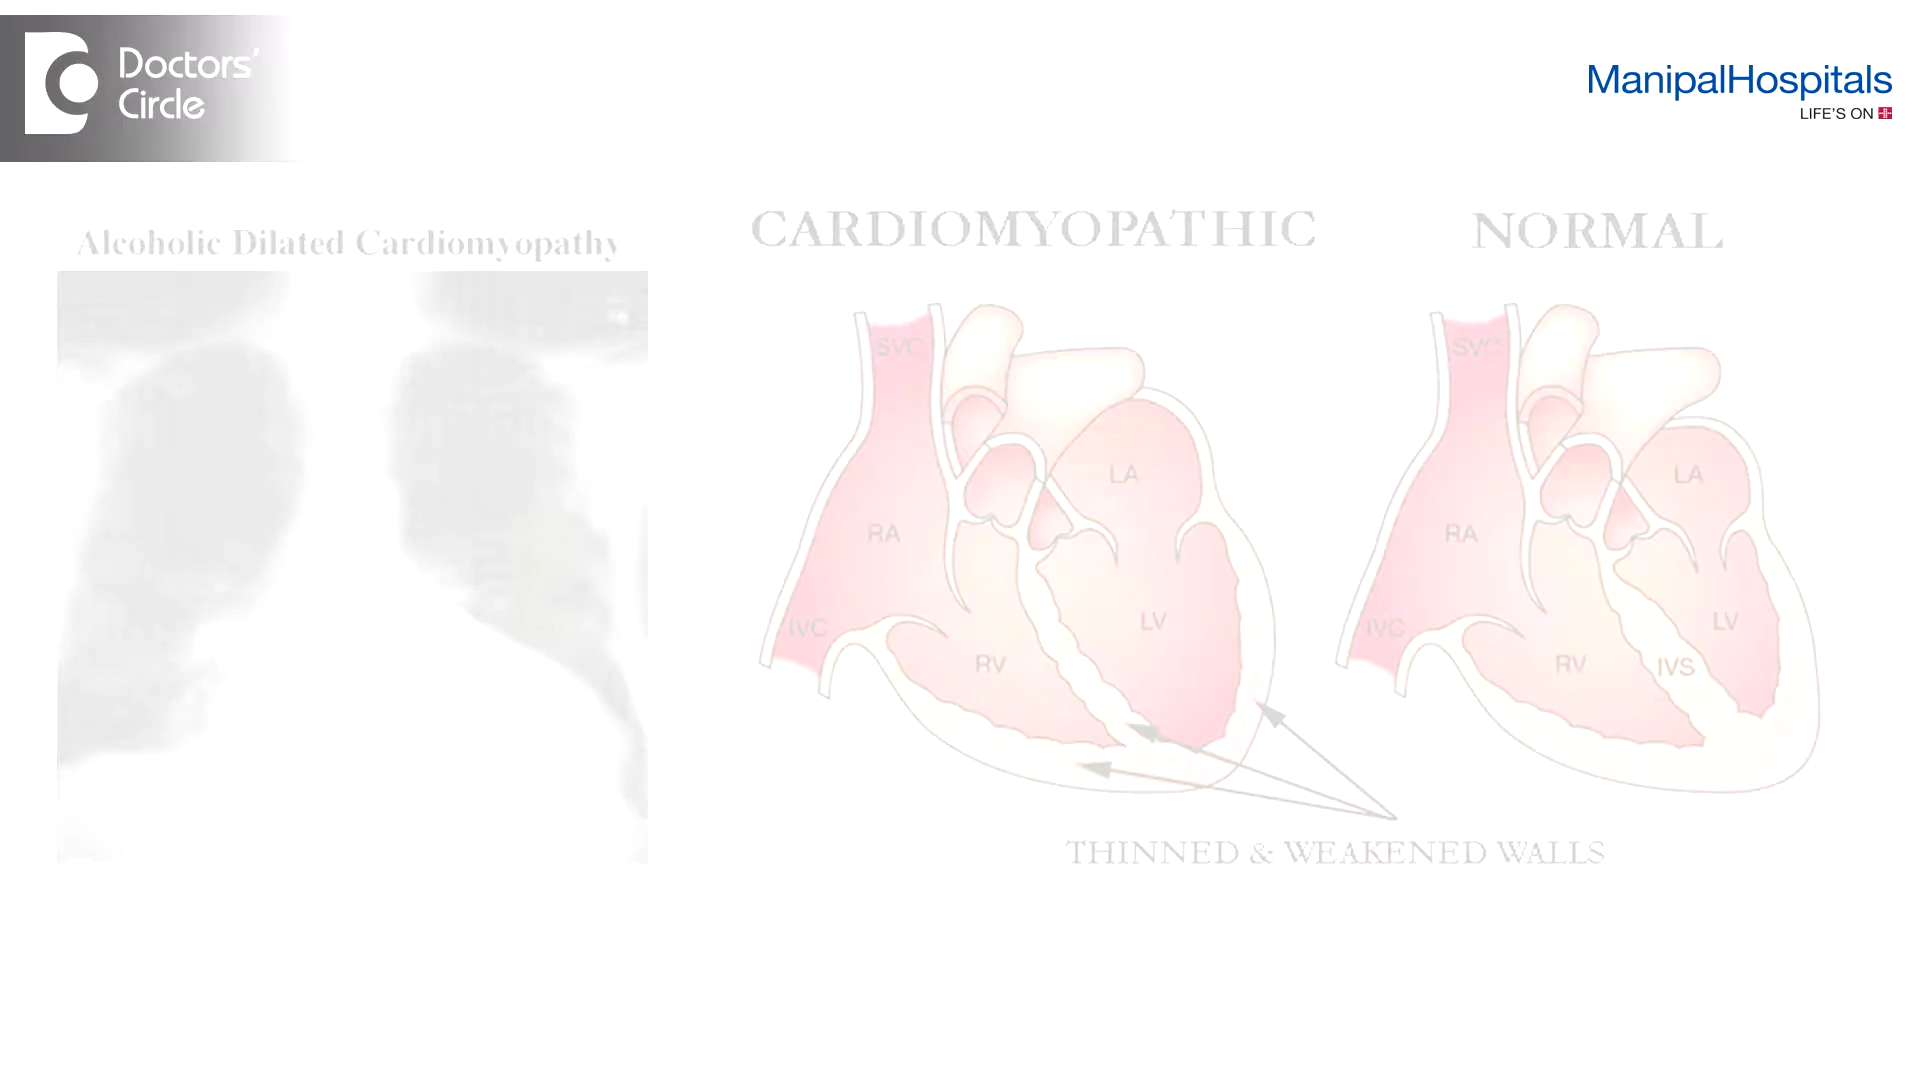 Doctors'
Circle
ManipalHospitals
LIFE'S ON
Alcoholic Dilated Cardiomyopathy
CARDIOMYOPATHIC
NORMAL
SVC
LA
RA
LV
IVC
RV
SVC
LA
RA
LV
IVC
RV
IVS
THINNED & WEAKENED WALLS